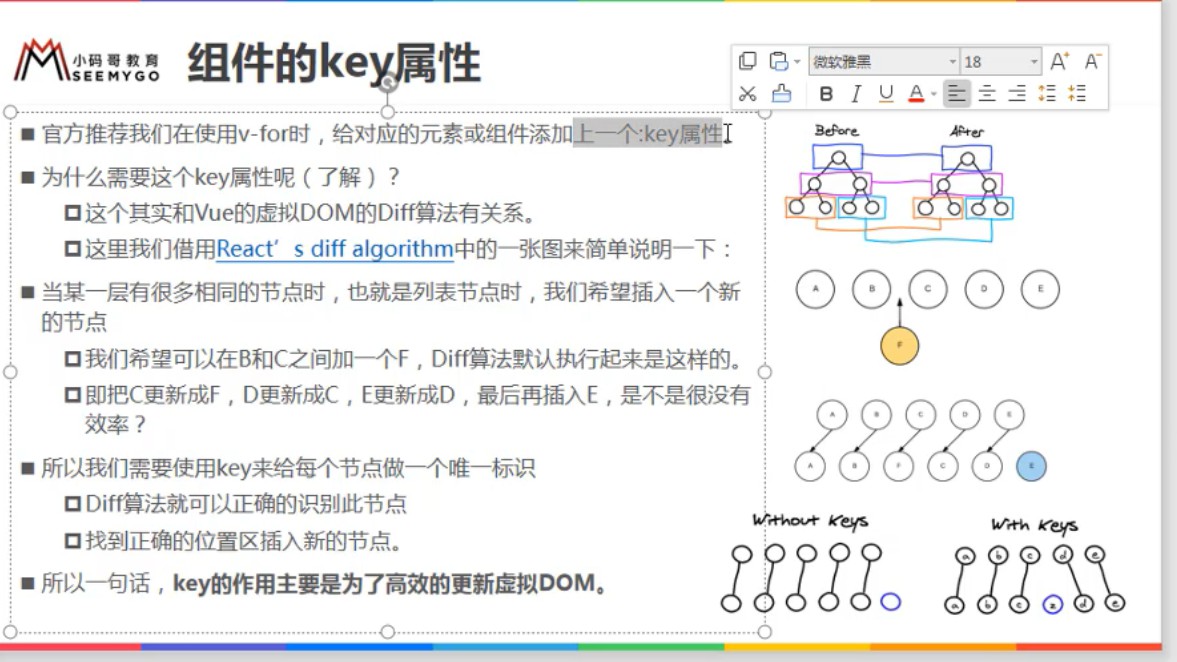 小码哥教育
SEEMYGO
组件的key属性
微软雅黑
18
A+
A-
B
I
U
A
官方推荐我们在使用v-for时，给对应的元素或组件添加上一个:key属性。
为什么需要这个key属性呢（了解）？
这个其实和Vue的虚拟DOM的Diff算法有关系。
这里我们借用React’s diff algorithm中的一张图来简单说明一下：
当某一层有很多相同的节点时，也就是列表节点时，我们希望插入一个新
的节点
我们希望可以在B和C之间加一个F，Diff算法默认执行起来是这样的。
即把C更新成F，D更新成C，E更新成D，最后再插入E，是不是很没有
效率？
所以我们需要使用key来给每个节点做一个唯一标识
Diff算法就可以正确的识别此节点
找到正确的位置区插入新的节点。
所以一句话，key的作用主要是为了高效的更新虚拟DOM。
Before After
A B C D E
F
A B C D E
A B F C D E
Without Keys
With Keys
a b c d e
a b c z d e